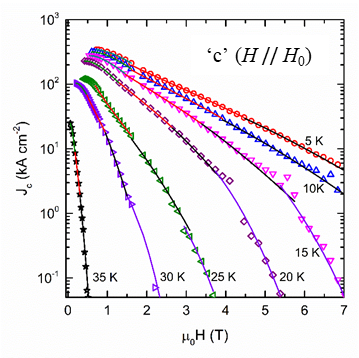 'c' (H // H₀)
10³
10²
10¹
10⁰
10⁻¹
J_c (kA cm⁻²)
5 K
10K
15 K
35 K
30 K
25 K
20 K
0 1 2 3 4 5 6 7
μ₀H (T)